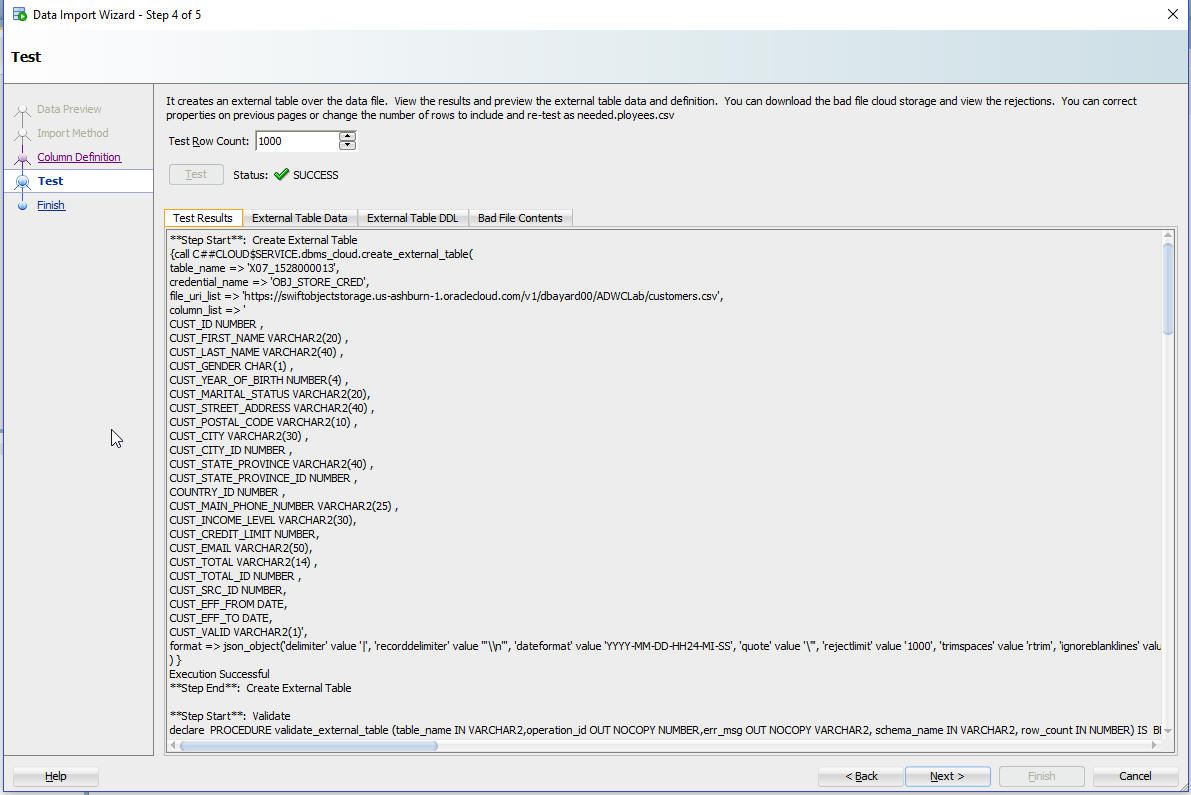 Data Import Wizard - Step 4 of 5
Test
Data Preview
Import Method
Column Definition
Test
Finish
It creates an external table over the data file.  View the results and preview the external table data and definition.  You can download the bad file cloud storage and view the rejections.  You can correct
properties on previous pages or change the number of rows to include and re-test as needed.ployees.csv
Test Row Count: 1000
Test Status: SUCCESS
Test Results External Table Data External Table DDL Bad File Contents
**Step Start**:  Create External Table
{call C##CLOUD$SERVICE.dbms_cloud.create_external_table(
table_name => 'X07_1528000013',
credential_name => 'OBJ_STORE_CRED',
file_uri_list => 'https://swiftobjectstorage.us-ashburn-1.oraclecloud.com/v1/dbayard00/ADWCLab/customers.csv',
column_list => '
CUST_ID NUMBER ,
CUST_FIRST_NAME VARCHAR2(20) ,
CUST_LAST_NAME VARCHAR2(40) ,
CUST_GENDER CHAR(1) ,
CUST_YEAR_OF_BIRTH NUMBER(4) ,
CUST_MARITAL_STATUS VARCHAR2(20),
CUST_STREET_ADDRESS VARCHAR2(40) ,
CUST_POSTAL_CODE VARCHAR2(10) ,
CUST_CITY VARCHAR2(30) ,
CUST_CITY_ID NUMBER ,
CUST_STATE_PROVINCE VARCHAR2(40) ,
CUST_STATE_PROVINCE_ID NUMBER ,
COUNTRY_ID NUMBER ,
CUST_MAIN_PHONE_NUMBER VARCHAR2(25) ,
CUST_INCOME_LEVEL VARCHAR2(30),
CUST_CREDIT_LIMIT NUMBER,
CUST_EMAIL VARCHAR2(50),
CUST_TOTAL VARCHAR2(14) ,
CUST_TOTAL_ID NUMBER ,
CUST_SRC_ID NUMBER,
CUST_EFF_FROM DATE,
CUST_EFF_TO DATE,
CUST_VALID VARCHAR2(1)',
format => json_object('delimiter' value '|', 'recorddelimiter' value '''\\n''', 'dateformat' value 'YYYY-MM-DD-HH24-MI-SS', 'quote' value '\"', 'rejectlimit' value '1000', 'trimspaces' value 'rtrim', 'ignoreblanklines' valu
) }
Execution Successful
**Step End**:  Create External Table
**Step Start**:  Validate
declare  PROCEDURE validate_external_table (table_name IN VARCHAR2,operation_id OUT NOCOPY NUMBER,err_msg OUT NOCOPY VARCHAR2, schema_name IN VARCHAR2, row_count IN NUMBER) IS  BE
Help < Back Next > Finish Cancel